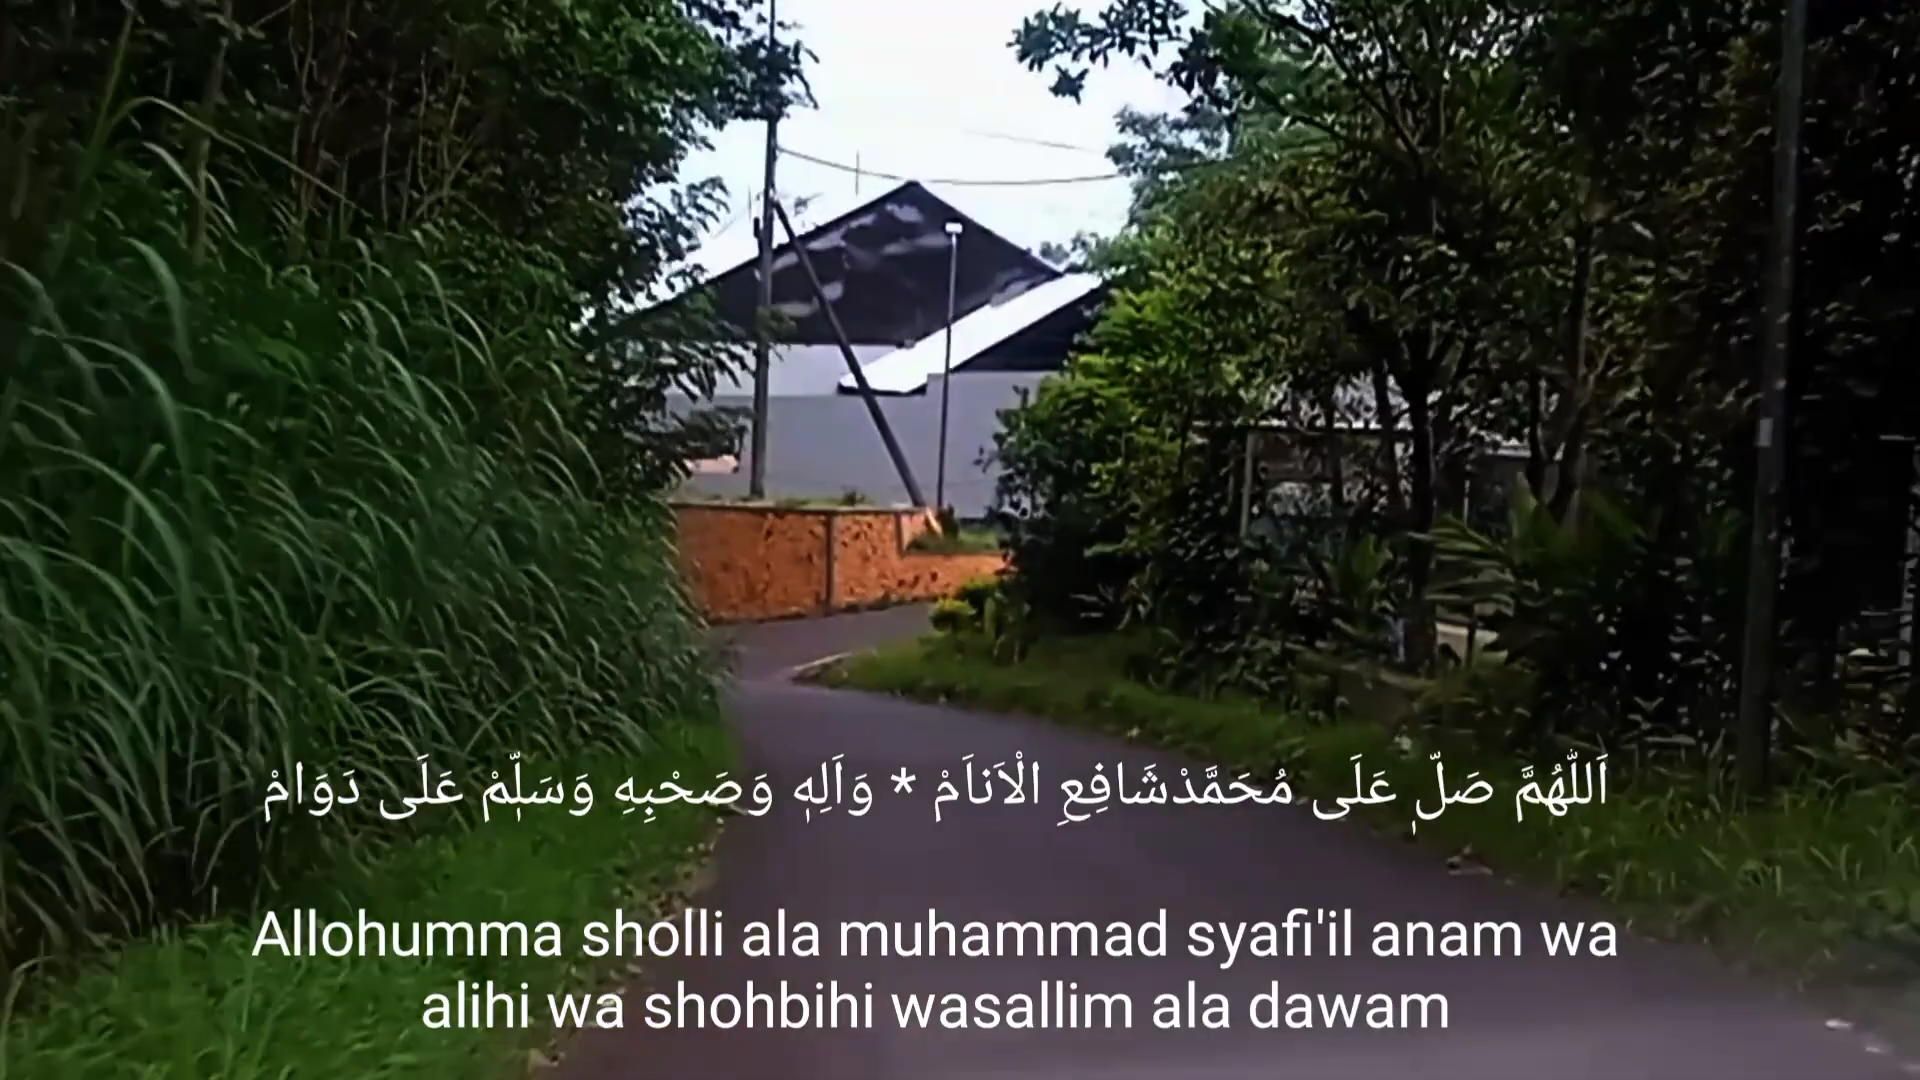 اَللّٰهُمَّ صَلِّ عَلَى مُحَمَّدْشَافِعِ الْاَنَامْ * وَاَلِهٖ وَصَحْبِهِ وَسَلِّمْ عَلَى دَوَامْ
Allohumma sholli ala muhammad syafi'il anam wa
alihi wa shohbihi wasallim ala dawam